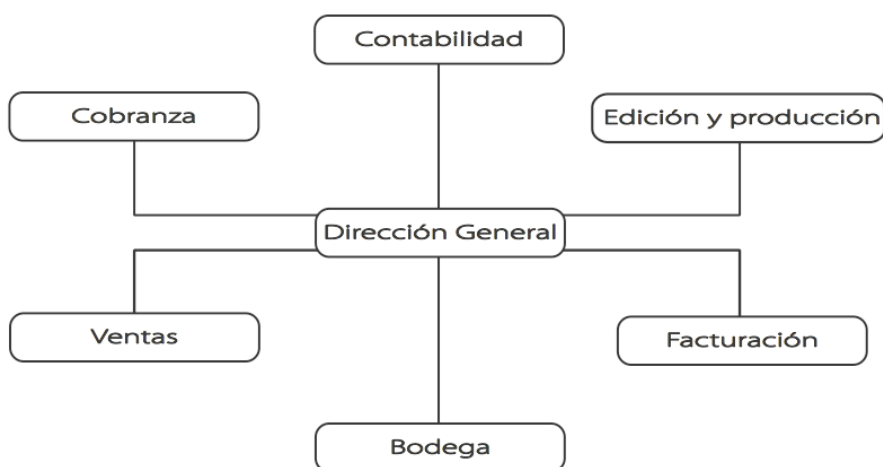 Contabilidad
Cobranza
Edición y producción
Dirección General
Ventas
Facturación
Bodega